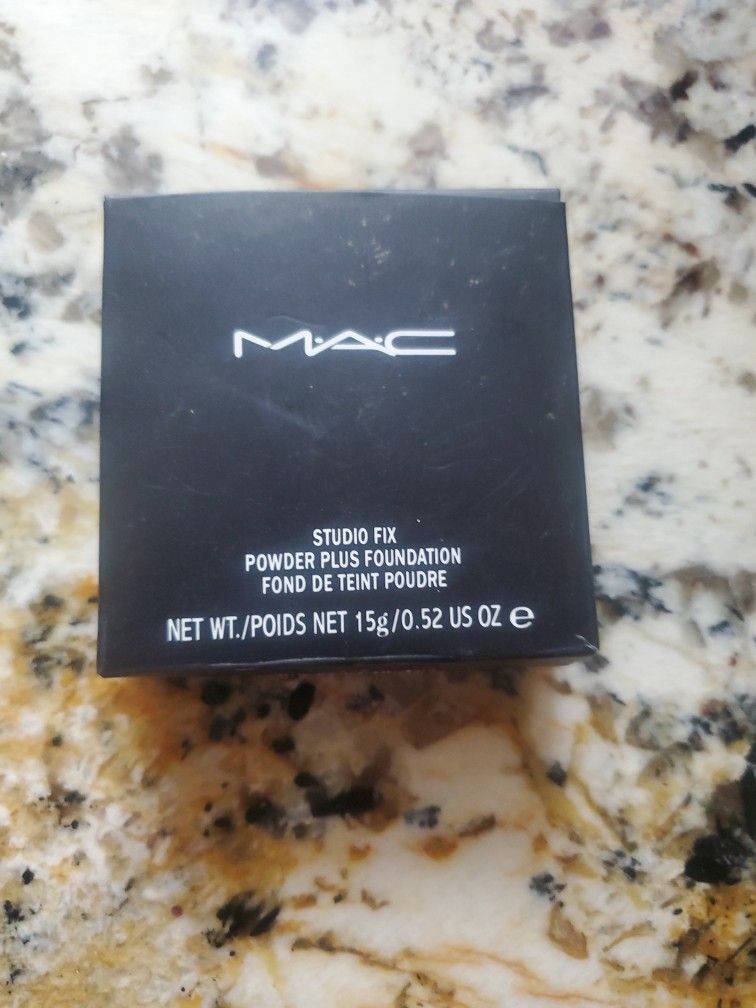 M·A·C
STUDIO FIX
POWDER PLUS FOUNDATION
FOND DE TEINT POUDRE
NET WT./POIDS NET 15g/0.52 US OZ ℮